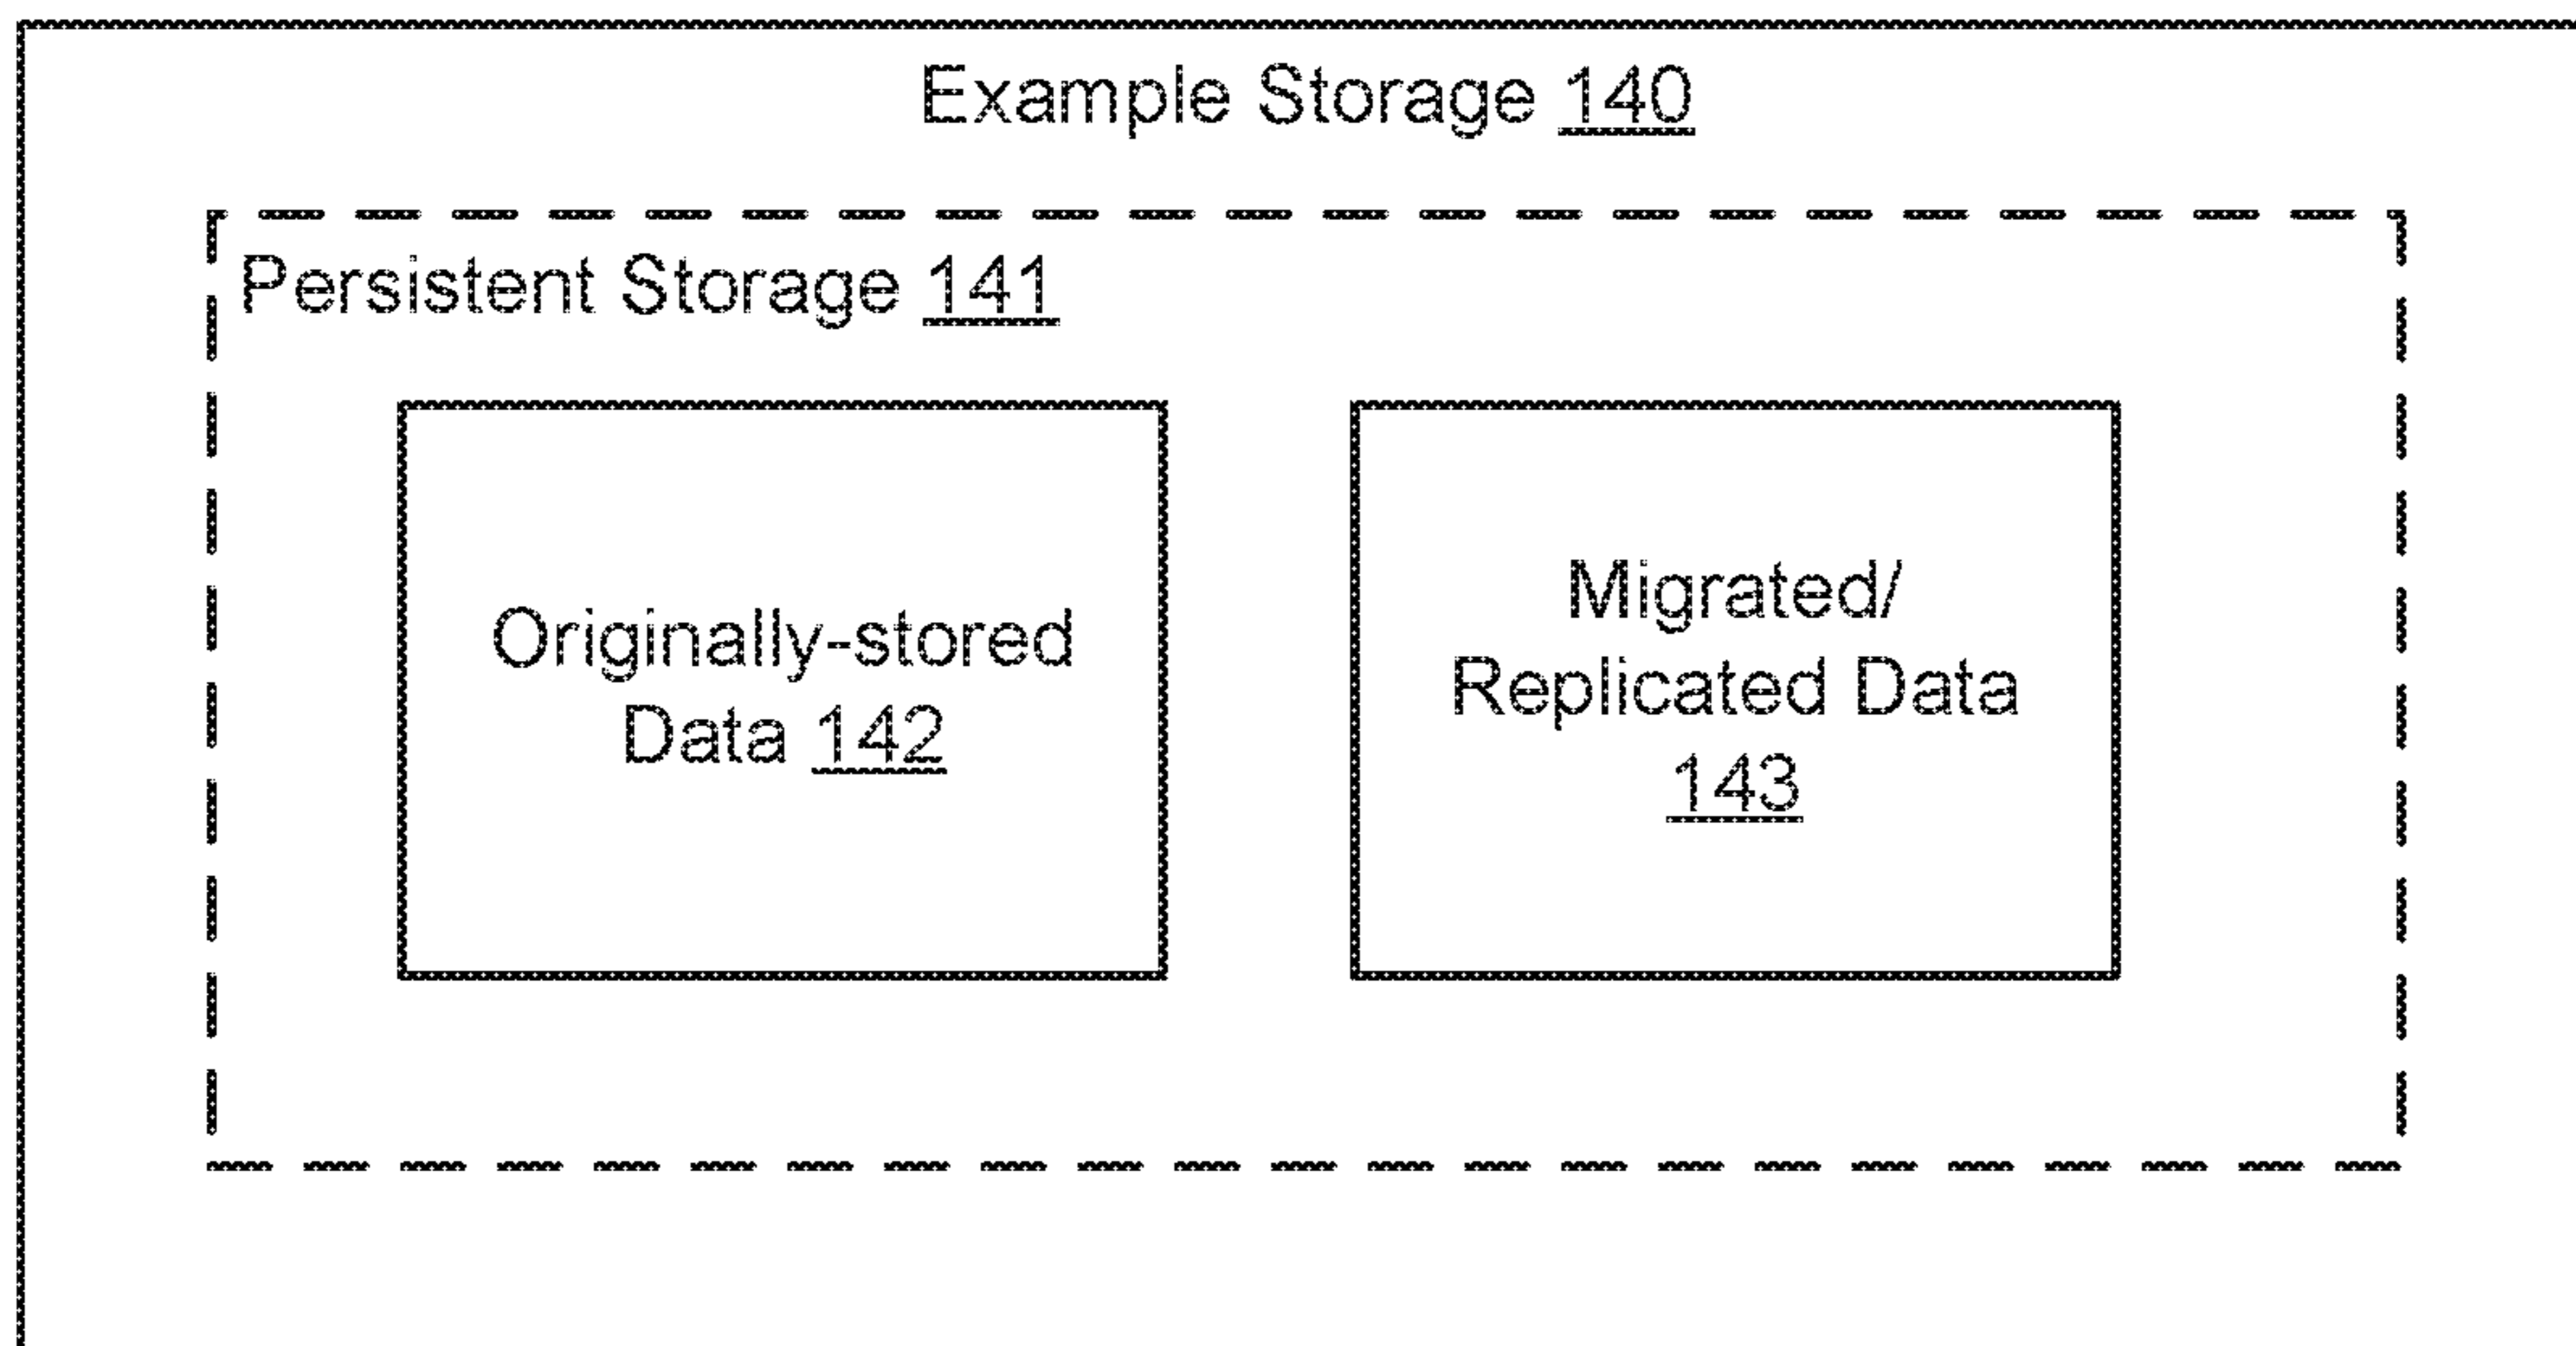 Example Storage 140
Persistent Storage 141
Originally-stored
Data 142
Migrated/
Replicated Data
143